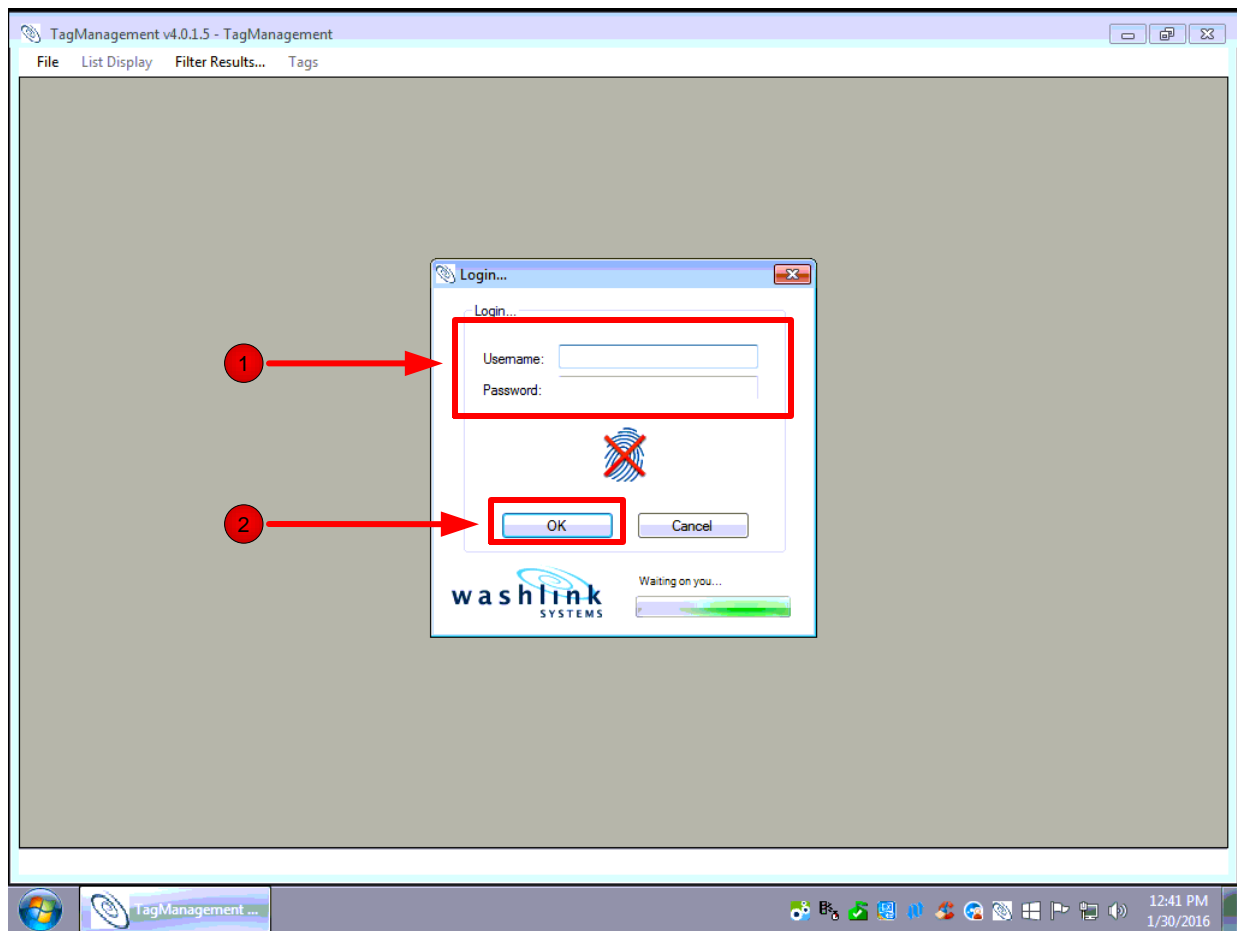 TagManagement v4.0.1.5 - TagManagement
File List Display Filter Results... Tags
Login...
Login...
1
Username:
Password:
2
OK Cancel
washlink
SYSTEMS
Waiting on you...
TagManagement ...
12:41 PM
1/30/2016